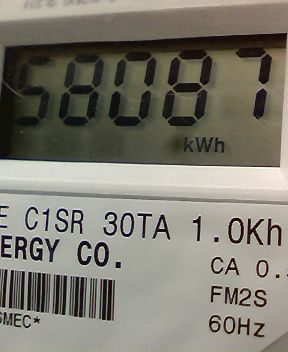 58087
kWh
E C1SR 30TA 1.0Kh
ERGY CO.
CA 0.
FM2S
SMEC*
60Hz